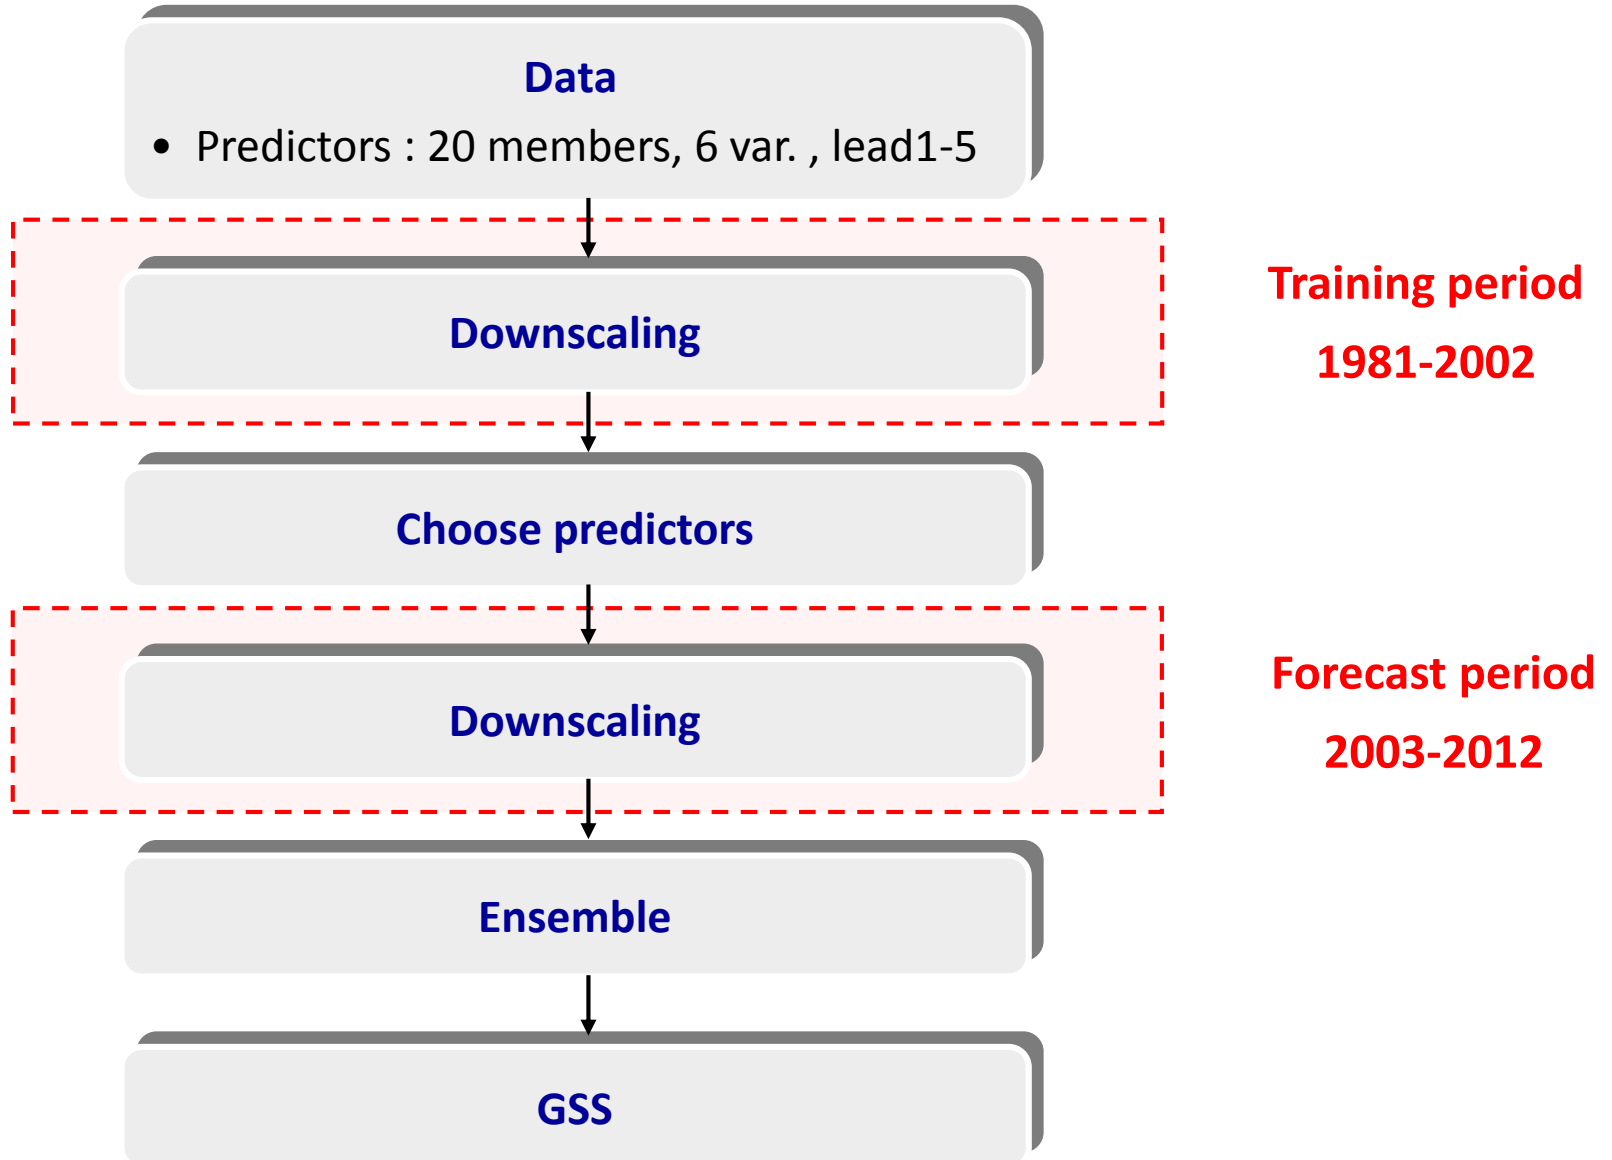 Data
• Predictors : 20 members, 6 var. , lead1-5
Downscaling
Training period
1981-2002
Choose predictors
Downscaling
Forecast period
2003-2012
Ensemble
GSS